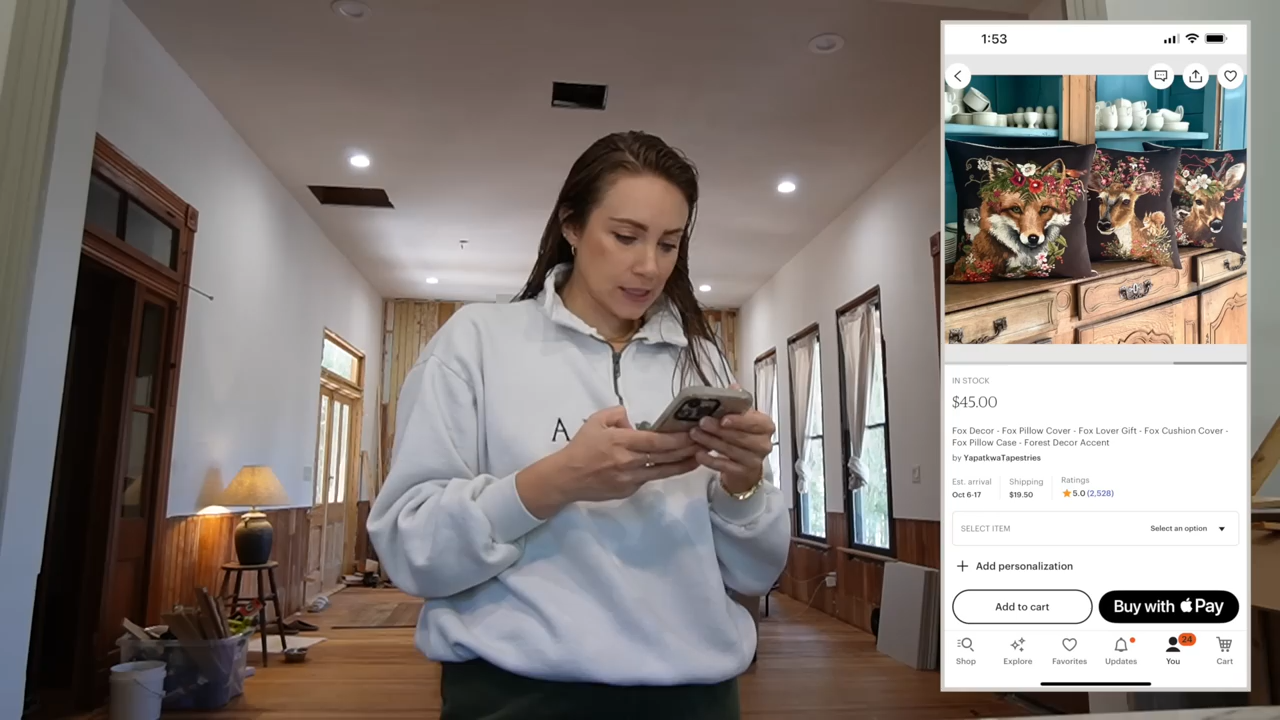 A
1:53
IN STOCK
$45.00
Fox Decor - Fox Pillow Cover - Fox Lover Gift - Fox Cushion Cover -
Fox Pillow Case - Forest Decor Accent
by YapatkwaTapestries
Est. arrival
Oct 6-17
Shipping
$19.50
Ratings
5.0 (2,528)
SELECT ITEM
Select an option
Add personalization
Add to cart
Buy with Pay
24
Shop
Explore
Favorites
Updates
You
Cart